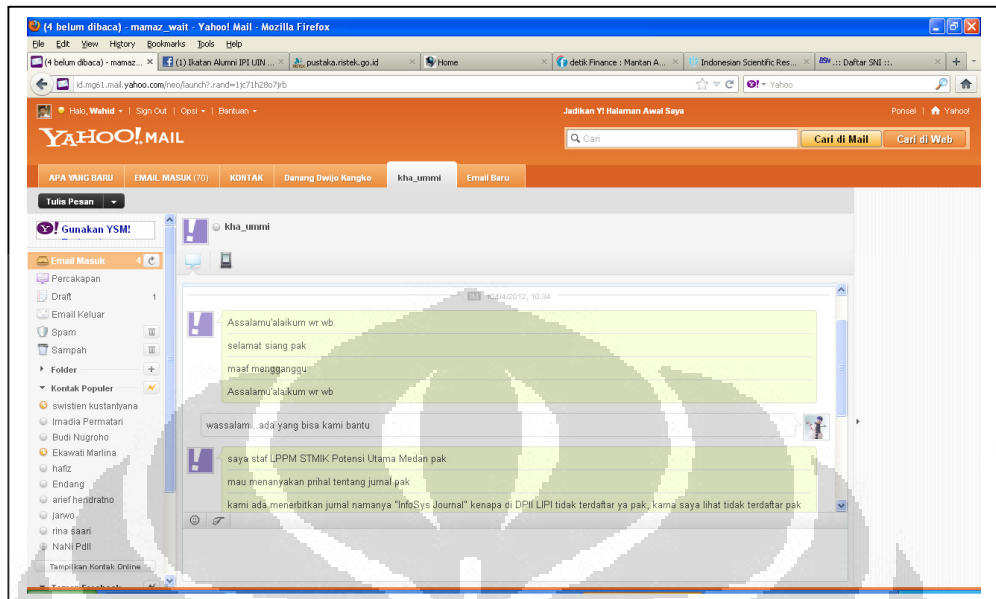 (4 belum dibaca) - mamaz_wait - Yahoo! Mail - Mozilla Firefox
File Edit View History Bookmarks Tools Help
(4 belum dibaca) - mamaz... × (1) Ikatan Alumni IPI UIN ... × pustaka.ristek.go.id × Home × detik Finance : Mantan A... × Indonesian Scientific Res... × BSN .:: Daftar SNI ::. × +
id.mg61.mail.yahoo.com/neo/launch?.rand=1jc71h28o7jrb Yahoo
Halo, Wahid | Sign Out | Opsi | Bantuan Jadikan Y! Halaman Awal Saya Ponsel | Yahoo!
YAHOO! MAIL Cari Cari di Mail Cari di Web
APA YANG BARU EMAIL MASUK (70) KONTAK Danang Dwijo Kangko kha_ummi Email Baru
Tulis Pesan
Gunakan YSM!
kha_ummi
Email Masuk 4
Percakapan
Draft 1
Email Keluar
Spam
Sampah
Folder +
Kontak Populer
swistien kustantyana
Imadia Permatari
Budi Nugroho
Ekawati Marlina
hafiz
Endang
arief hendratno
jarwo
rina saari
NaNi Pdll
Tampilkan Kontak Online
IM 10/04/2012, 10:34
Assalamu'alaikum wr wb
selamat siang pak
maaf mengganggu
Assalamu'alaikum wr wb
wassalam...ada yang bisa kami bantu
saya staf LPPM STMIK Potensi Utama Medan pak
mau menanyakan prihal tentang jurnal pak
kami ada menerbitkan jurnal namanya "InfoSys Journal" kenapa di DPII LIPI tidak terdaftar ya pak, karna saya lihat tidak terdaftar pak